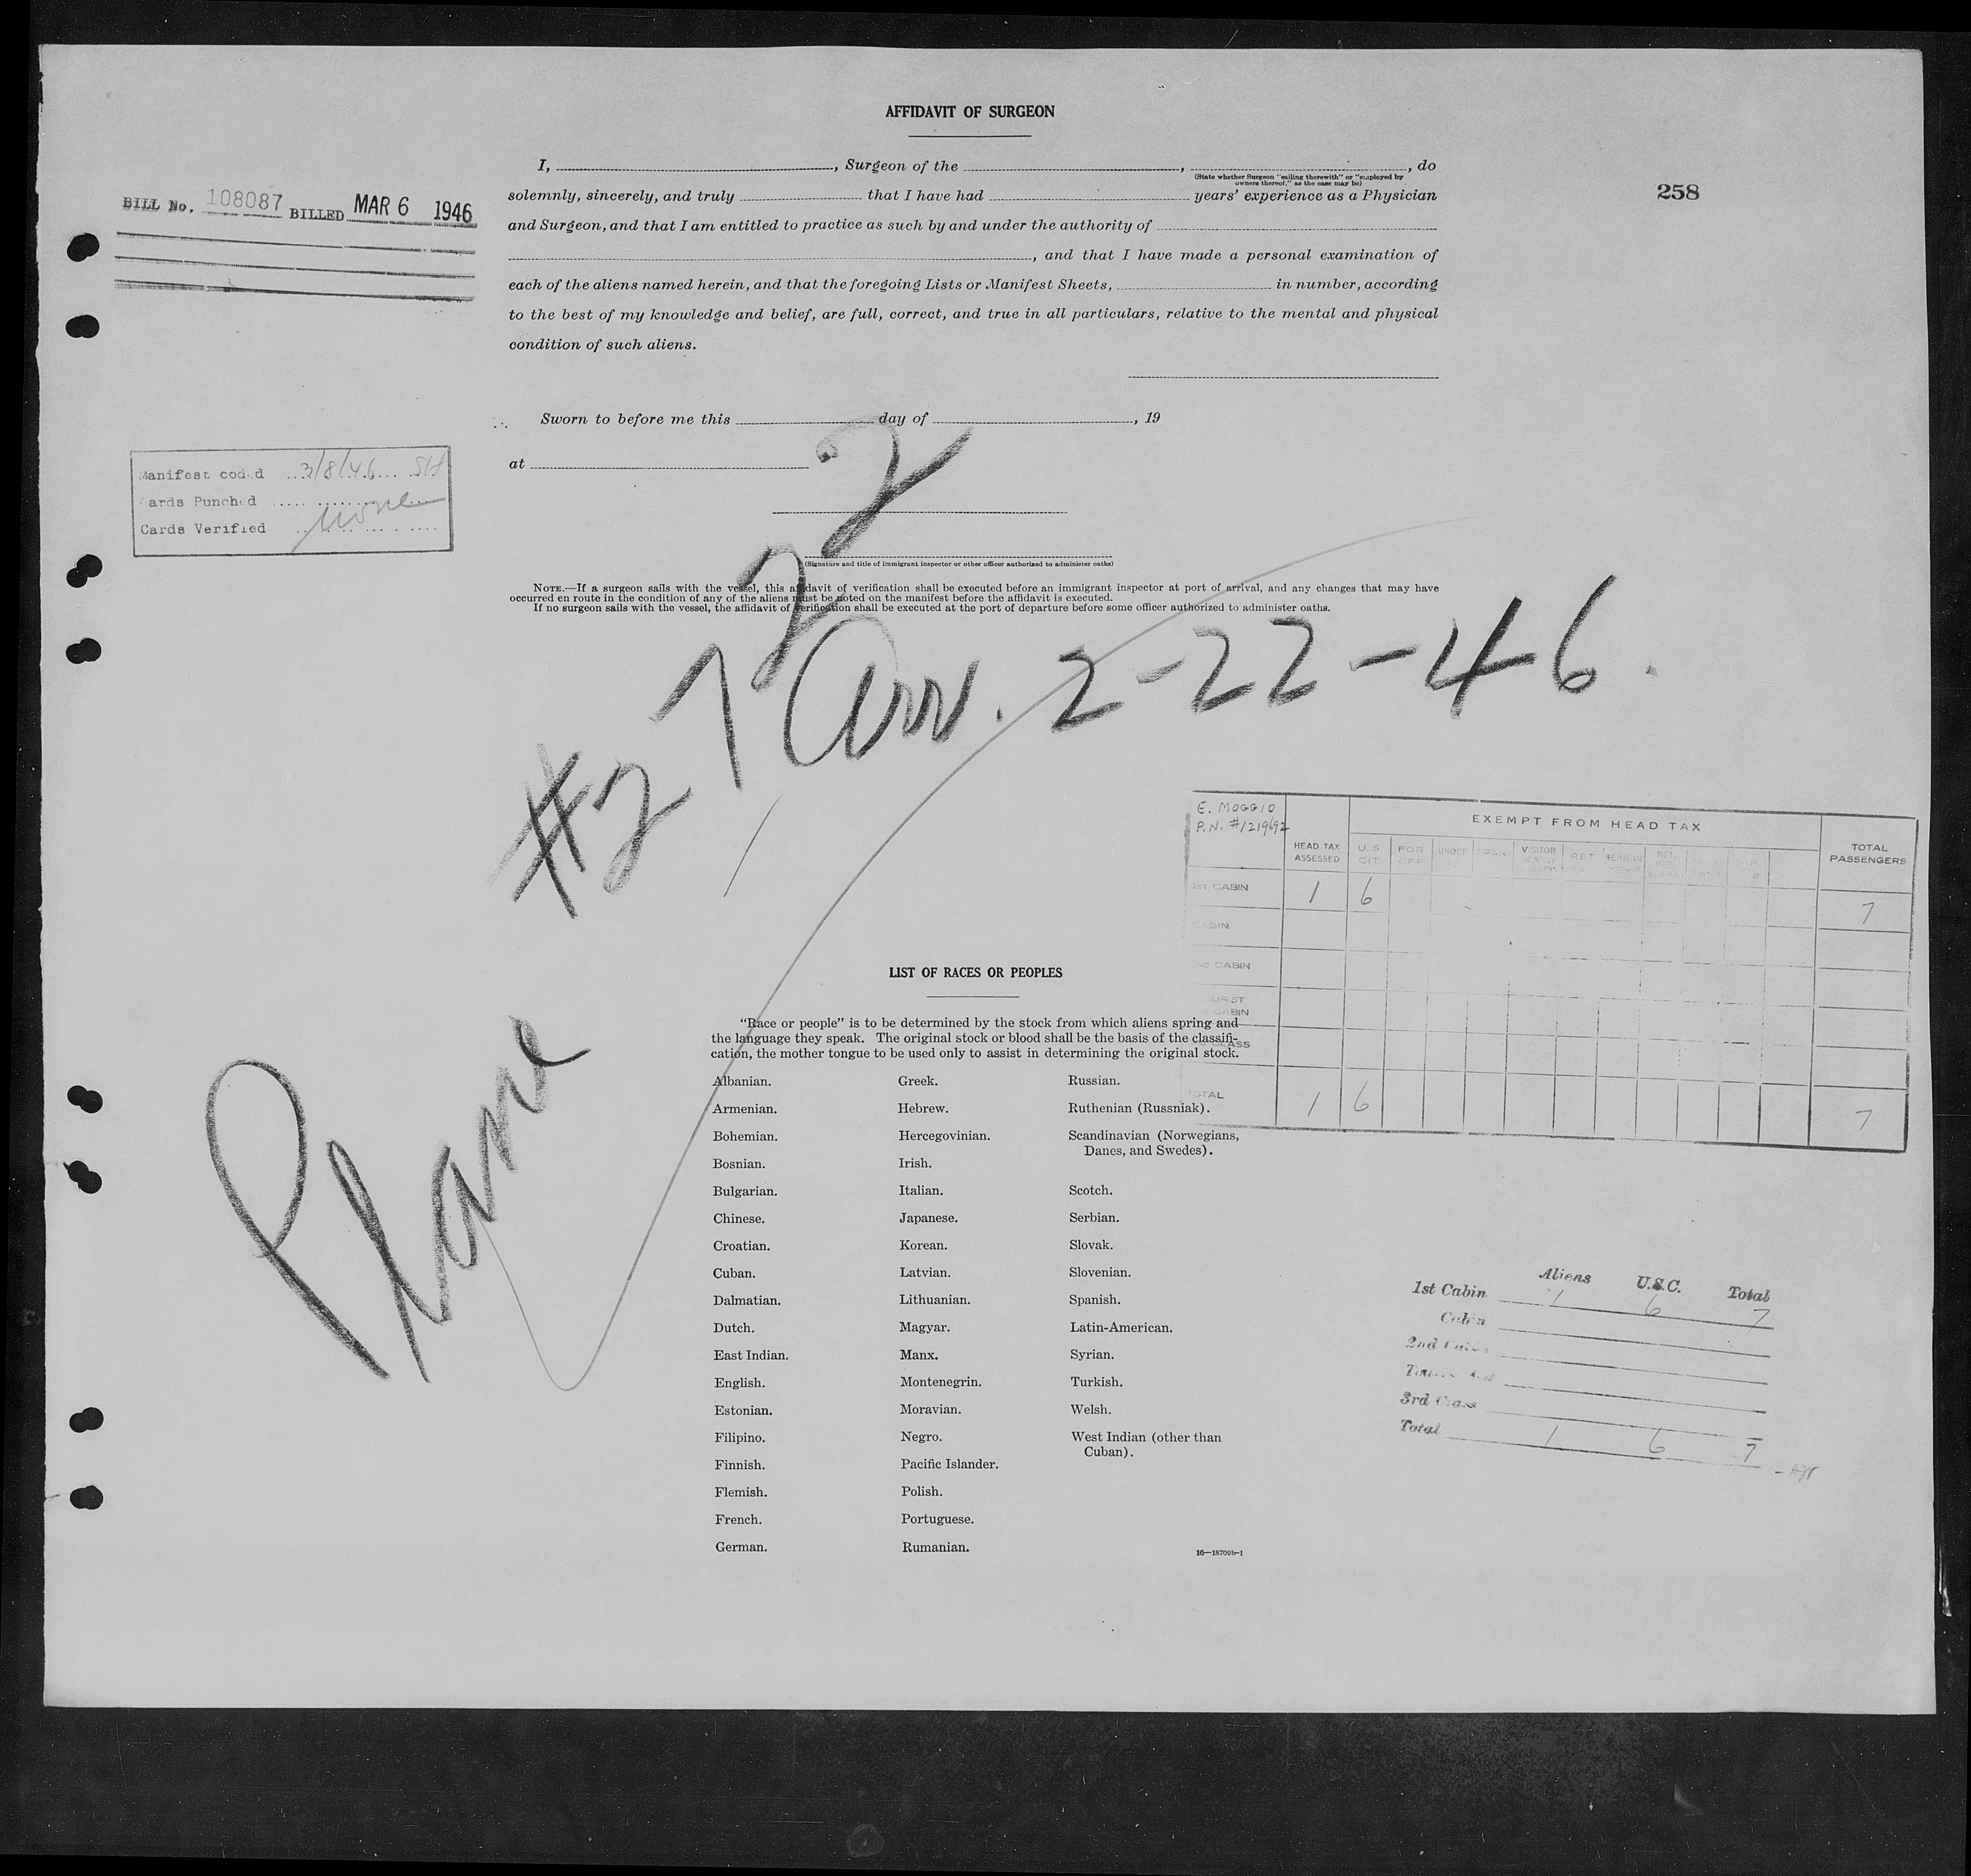 AFFIDAVIT OF SURGEON
I, , Surgeon of the , , do
(State whether Surgeon "sailing therewith" or "employed by
owners thereof," as the case may be)
solemnly, sincerely, and truly that I have had years' experience as a Physician
and Surgeon, and that I am entitled to practice as such by and under the authority of
, and that I have made a personal examination of
each of the aliens named herein, and that the foregoing Lists or Manifest Sheets, in number, according
to the best of my knowledge and belief, are full, correct, and true in all particulars, relative to the mental and physical
condition of such aliens.
258
BILL No. 108087 BILLED MAR 6 1946
Sworn to before me this day of , 19
at
Manifest coded 3/8/46
ards Punched
Cards Verified none
(Signature and title of immigrant inspector or other officer authorized to administer oaths)
NOTE.—If a surgeon sails with the vessel, this affidavit of verification shall be executed before an immigrant inspector at port of arrival, and any changes that may have
occurred en route in the condition of any of the aliens must be noted on the manifest before the affidavit is executed.
If no surgeon sails with the vessel, the affidavit of verification shall be executed at the port of departure before some officer authorized to administer oaths.
#2722
Arr. 2-22-46.
Plane
E. MOGGIO
P.N. #1219692
EXEMPT FROM HEAD TAX
HEAD TAX ASSESSED U.S. CIT. FOR OFF UNDER TRAN VISITOR RET. SEAMAN RET. TOTAL PASSENGERS
1st CABIN 1 6 7
CABIN
CABIN
TOURIST
CABIN
CLASS
TOTAL 1 6 7
LIST OF RACES OR PEOPLES
"Race or people" is to be determined by the stock from which aliens spring and
the language they speak. The original stock or blood shall be the basis of the classifi-
cation, the mother tongue to be used only to assist in determining the original stock.
Albanian. Greek. Russian.
Armenian. Hebrew. Ruthenian (Russniak).
Bohemian. Hercegovinian. Scandinavian (Norwegians,
Danes, and Swedes).
Bosnian. Irish.
Bulgarian. Italian. Scotch.
Chinese. Japanese. Serbian.
Croatian. Korean. Slovak.
Cuban. Latvian. Slovenian.
Dalmatian. Lithuanian. Spanish.
Dutch. Magyar. Latin-American.
East Indian. Manx. Syrian.
English. Montenegrin. Turkish.
Estonian. Moravian. Welsh.
Filipino. Negro. West Indian (other than
Cuban).
Finnish. Pacific Islander.
Flemish. Polish.
French. Portuguese.
German. Rumanian.
16—18709b-1
Aliens U.S.C. Total
1st Cabin 1 6 7
Cabin
2nd
3rd Class
Total 1 6 7